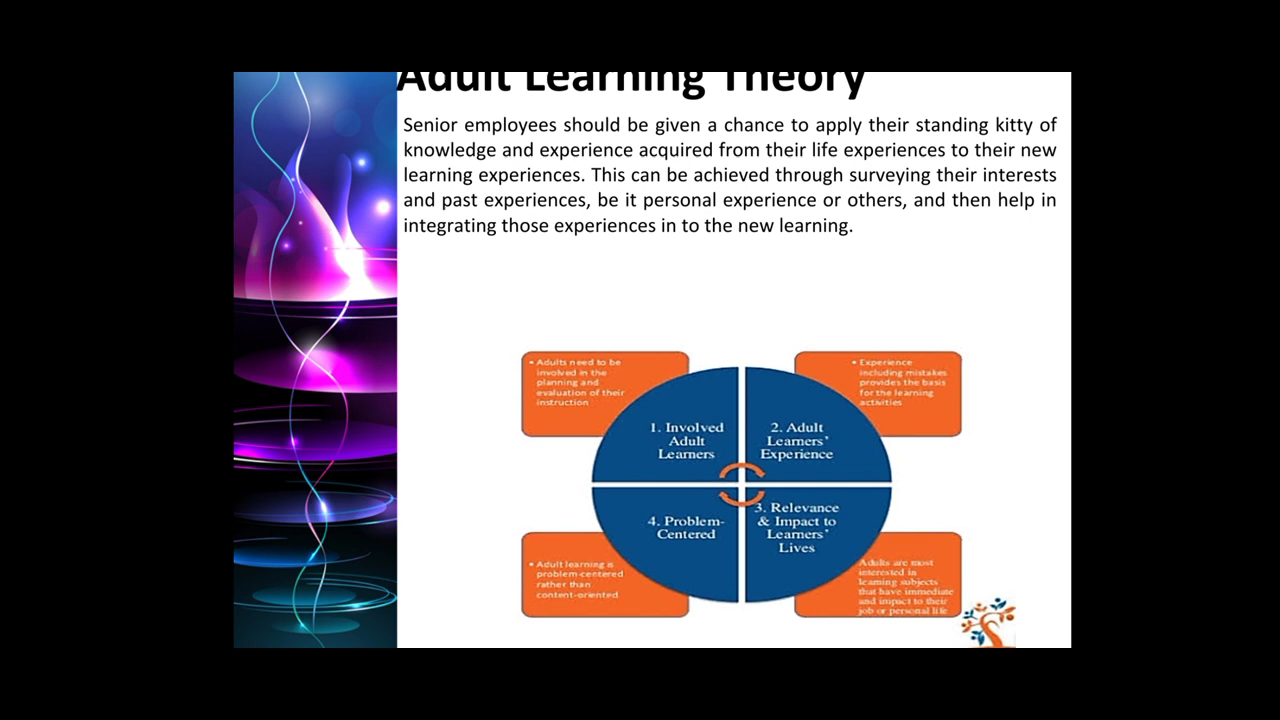 Adult Learning Theory
Senior employees should be given a chance to apply their standing kitty of
knowledge and experience acquired from their life experiences to their new
learning experiences. This can be achieved through surveying their interests
and past experiences, be it personal experience or others, and then help in
integrating those experiences in to the new learning.
• Adults need to be
involved in the
planning and
evaluation of their
instruction
• Experience
including mistakes
provides the basis
for the learning
activities
1. Involved
Adult
Learners
2. Adult
Learners'
Experience
4. Problem-
Centered
3. Relevance
& Impact to
Learners'
Lives
• Adult learning is
problem-centered
rather than
content-oriented
Adults are most
interested in
learning subjects
that have immediate
and impact to their
job or personal life